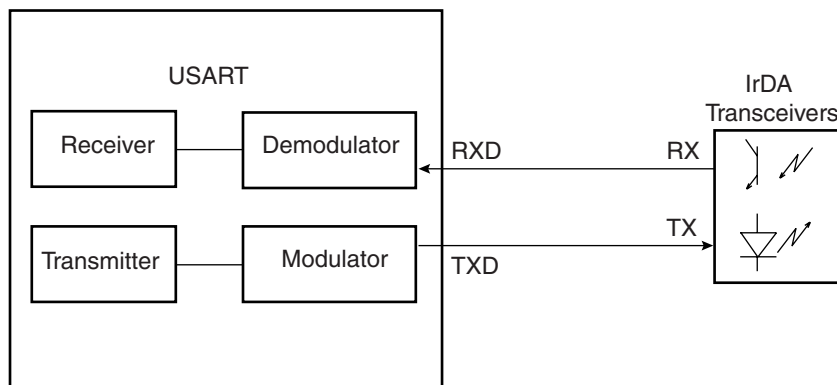 USART
IrDA
Transceivers
Receiver
Demodulator
RXD
RX
Transmitter
Modulator
TX
TXD